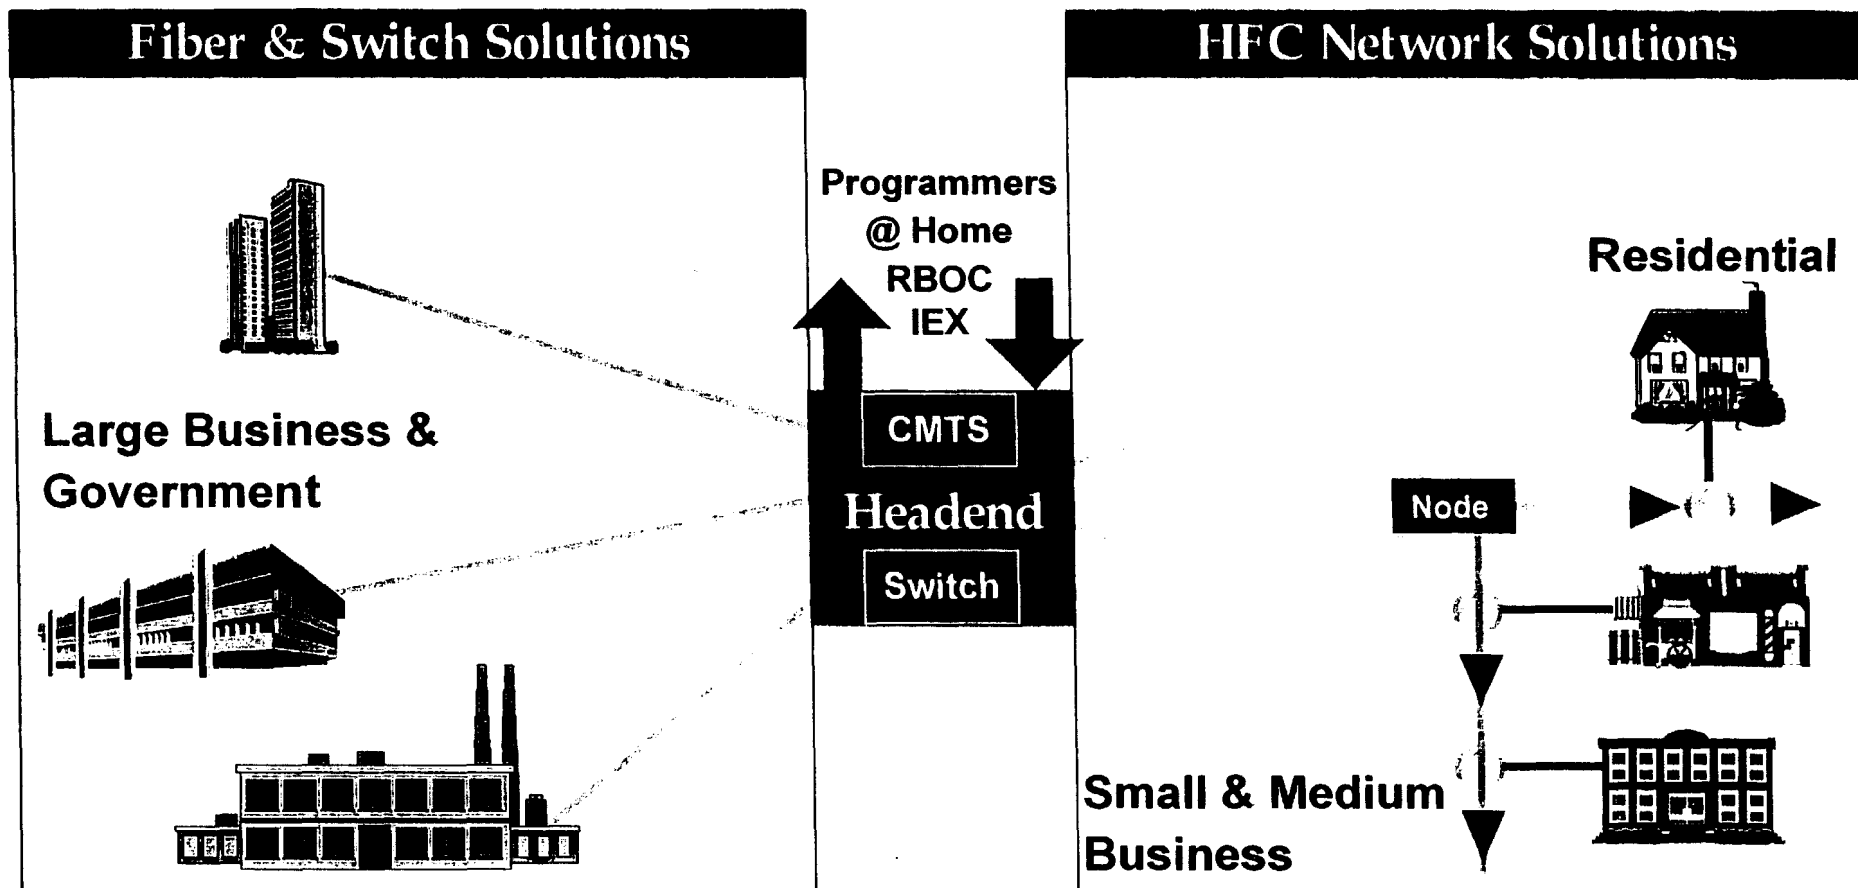 Fiber & Switch Solutions
HFC Network Solutions
Programmers
@ Home
RBOC
IEX
Residential
Large Business &
Government
CMTS
Headend
Switch
Node
Small & Medium
Business